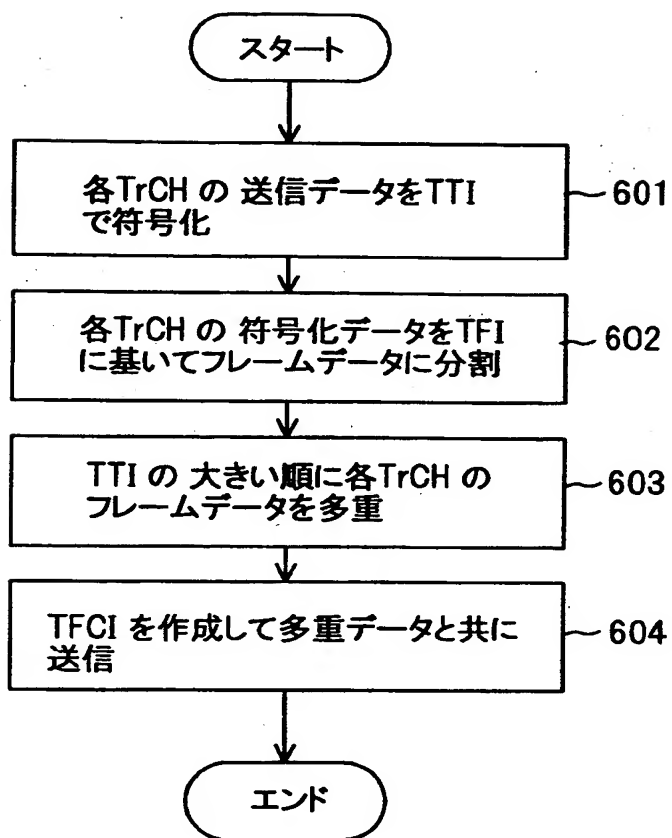 スタート
各TrCH の 送信データをTTI
で符号化
601
各TrCH の 符号化データをTFI
に基いてフレームデータに分割
602
TTI の 大きい順に各TrCH の
フレームデータを多重
603
TFCI を作成して多重データと共に
送信
604
エンド